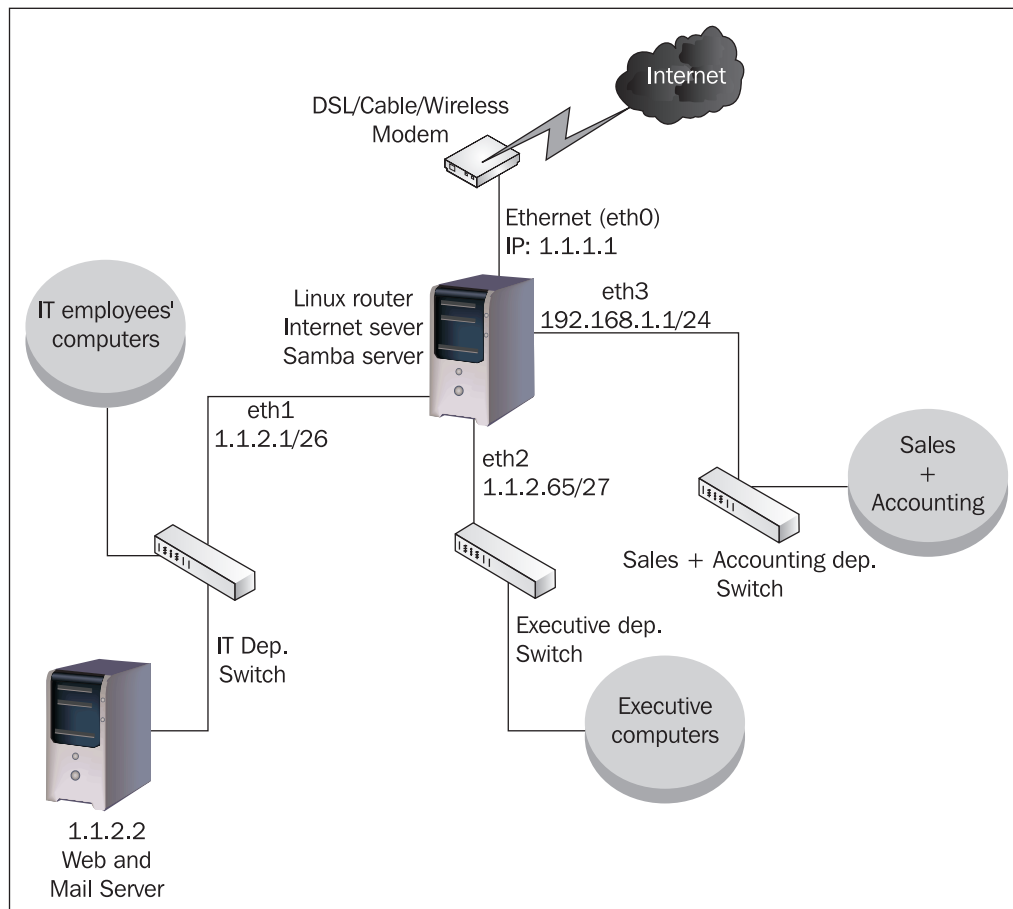 Internet
DSL/Cable/Wireless
Modem
Ethernet (eth0)
IP: 1.1.1.1
IT employees'
computers
Linux router
Internet sever
Samba server
eth3
192.168.1.1/24
eth1
1.1.2.1/26
eth2
1.1.2.65/27
Sales
+
Accounting
Sales + Accounting dep.
Switch
IT Dep.
Switch
Executive dep.
Switch
Executive
computers
1.1.2.2
Web and
Mail Server